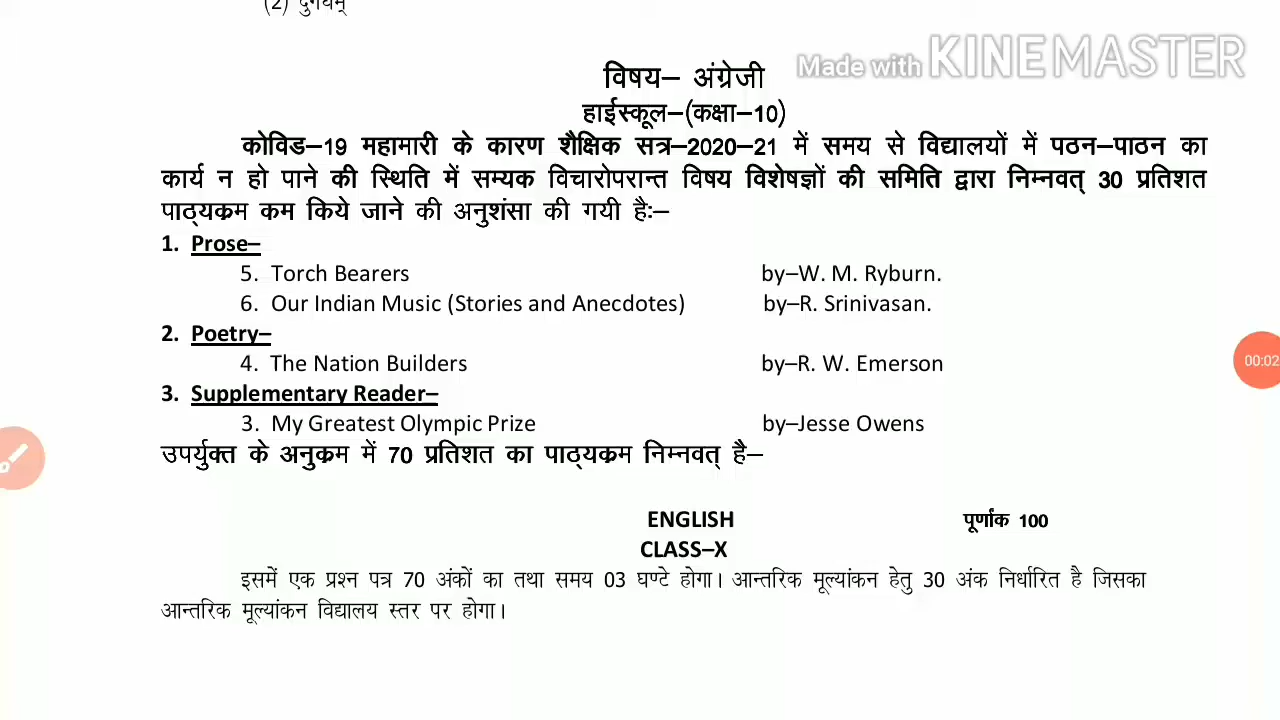 (2) दुर्गधम्
Made with KINEMASTER
विषय– अंग्रेजी
हाईस्कूल–(कक्षा–10)
कोविड–19 महामारी के कारण शैक्षिक सत्र–2020–21 में समय से विद्यालयों में पठन–पाठन का
कार्य न हो पाने की स्थिति में सम्यक विचारोपरान्त विषय विशेषज्ञों की समिति द्वारा निम्नवत् 30 प्रतिशत
पाठ्यक्रम कम किये जाने की अनुशंसा की गयी है:–
1. Prose–
5. Torch Bearers by–W. M. Ryburn.
6. Our Indian Music (Stories and Anecdotes) by–R. Srinivasan.
2. Poetry–
4. The Nation Builders by–R. W. Emerson
00:02
3. Supplementary Reader–
3. My Greatest Olympic Prize by–Jesse Owens
उपर्युक्त के अनुक्रम में 70 प्रतिशत का पाठ्यक्रम निम्नवत् है–
ENGLISH पूर्णांक 100
CLASS–X
इसमें एक प्रश्न पत्र 70 अंकों का तथा समय 03 घण्टे होगा। आन्तरिक मूल्यांकन हेतु 30 अंक निर्धारित है जिसका
आन्तरिक मूल्यांकन विद्यालय स्तर पर होगा।